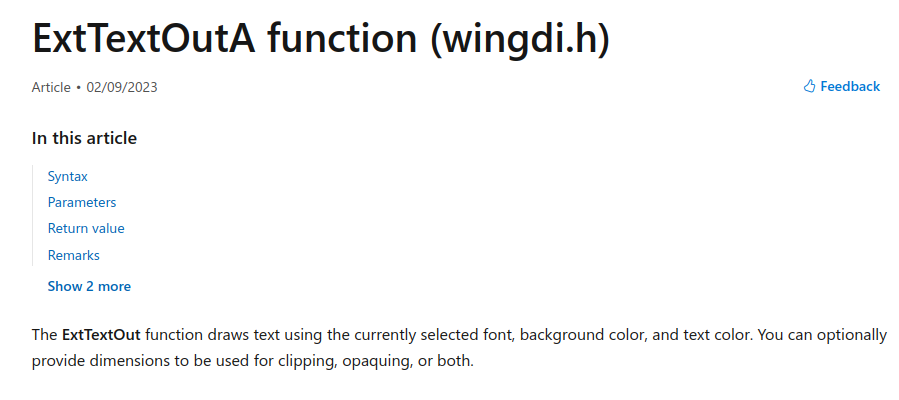 ExtTextOutA function (wingdi.h)
Article • 02/09/2023
Feedback
In this article
Syntax
Parameters
Return value
Remarks
Show 2 more
The ExtTextOut function draws text using the currently selected font, background color, and text color. You can optionally
provide dimensions to be used for clipping, opaquing, or both.